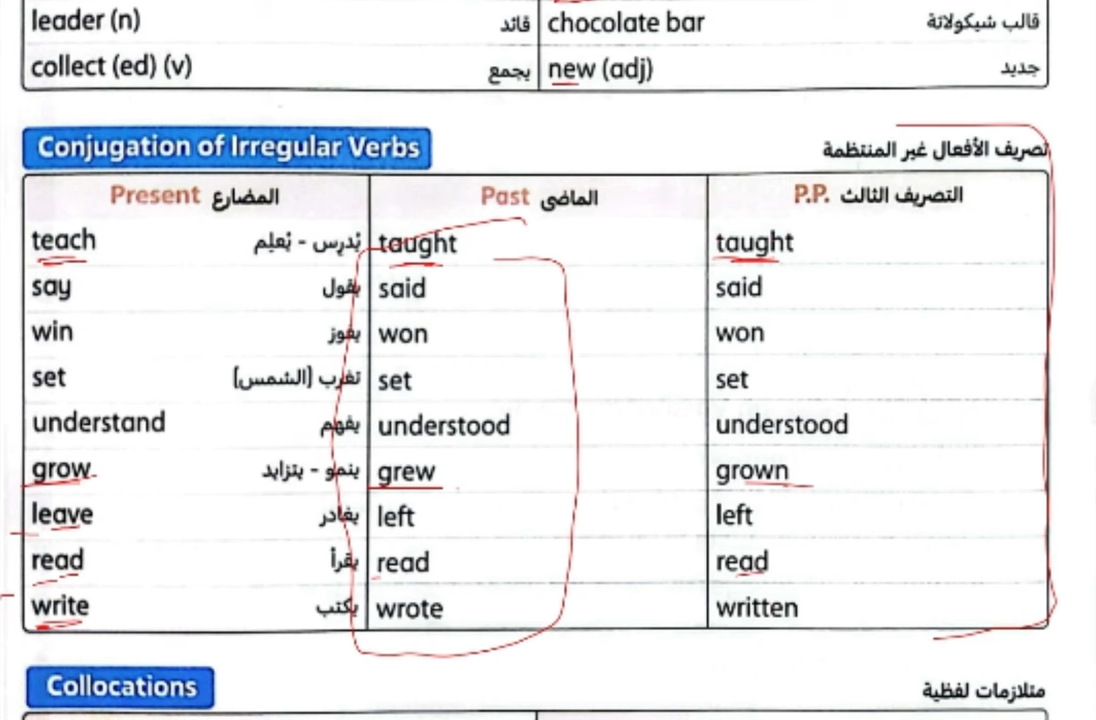 leader (n) قائد chocolate bar قالب شيكولاتة
collect (ed) (v) يجمع new (adj) جديد
Conjugation of Irregular Verbs تصريف الأفعال غير المنتظمة
Present المضارع Past الماضى P.P. التصريف الثالث
teach يُدرِس - يُعلِم taught taught
say يقول said said
win يفوز won won
set تغرب (الشمس) set set
understand يفهم understood understood
grow ينمو - يتزايد grew grown
leave يغادر left left
read يقرأ read read
write يكتب wrote written
Collocations متلازمات لفظية